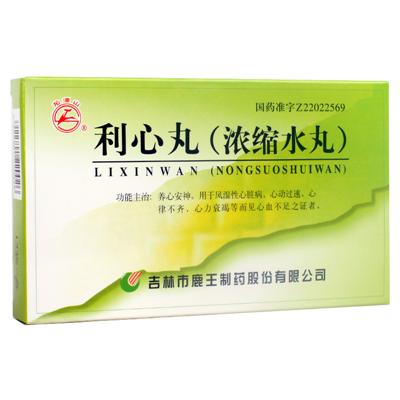 国药准字Z22022569
利心丸（浓缩水丸）
LIXINWAN (NONGSUOSHUIWAN)
功能主治: 养心安神。用于风湿性心脏病，心动过速、心
律不齐、心力衰竭等而见心血不足之证者。
吉林市鹿王制药股份有限公司